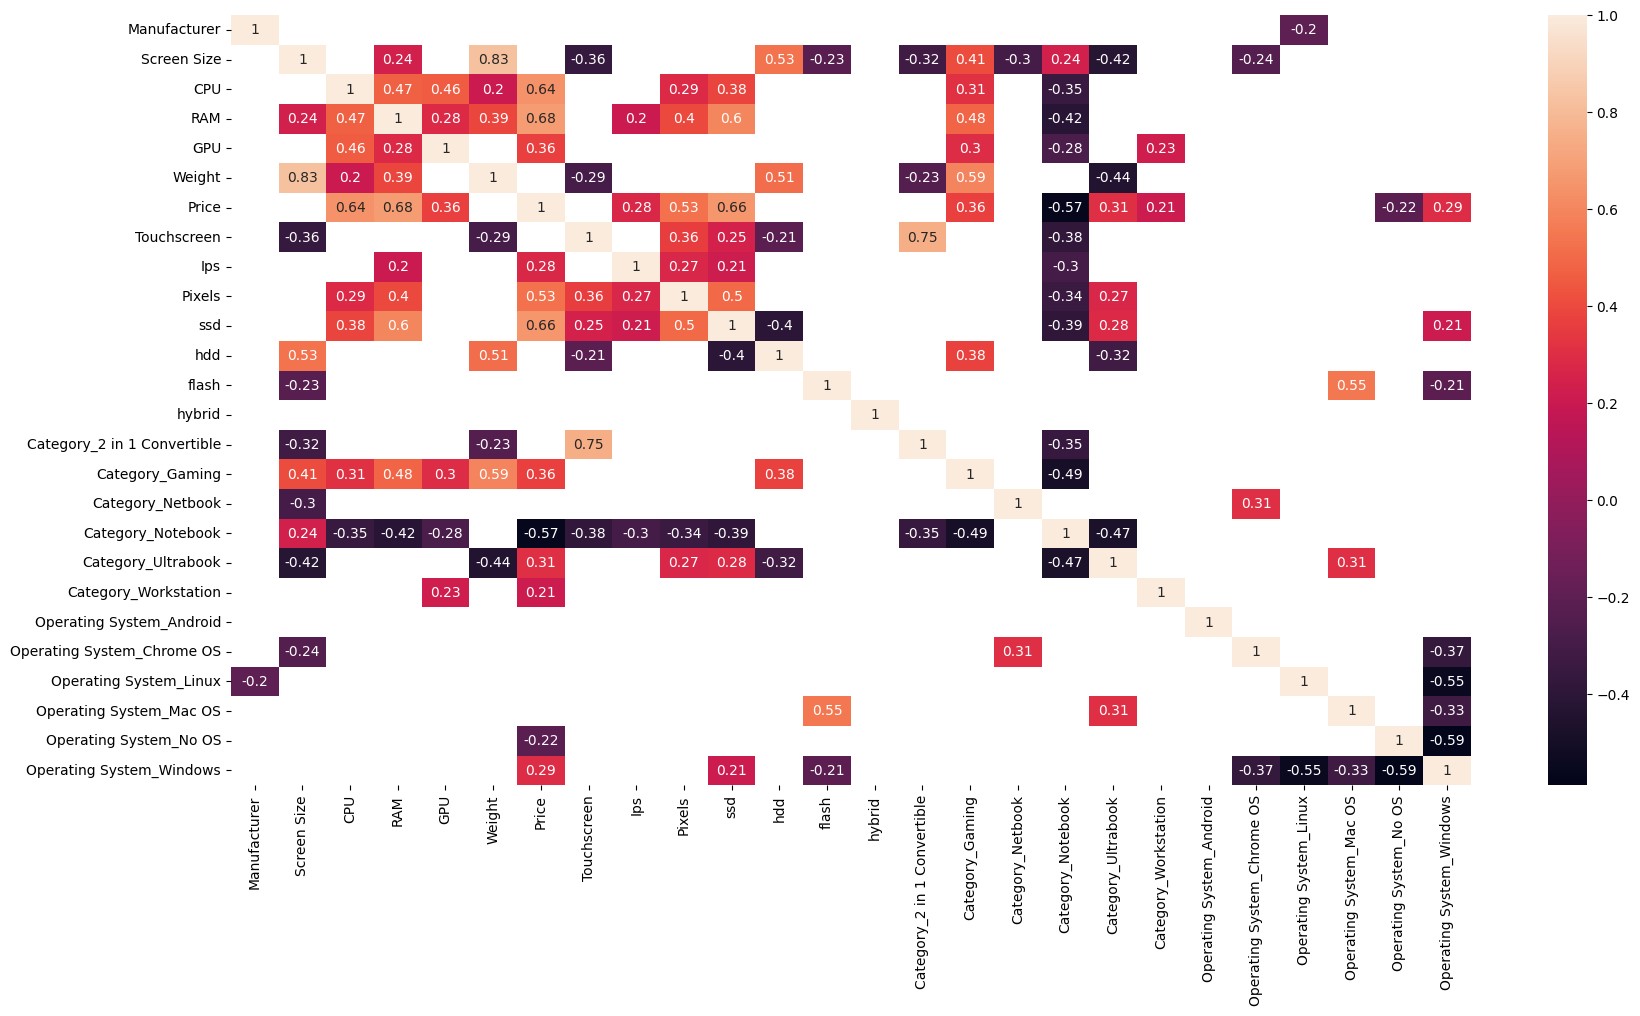 Manufacturer 1 -0.2
Screen Size 1 0.24 0.83 -0.36 0.53 -0.23 -0.32 0.41 -0.3 0.24 -0.42 -0.24
CPU 1 0.47 0.46 0.2 0.64 0.29 0.38 0.31 -0.35
RAM 0.24 0.47 1 0.28 0.39 0.68 0.2 0.4 0.6 0.48 -0.42
GPU 0.46 0.28 1 0.36 0.3 -0.28 0.23
Weight 0.83 0.2 0.39 1 -0.29 0.51 -0.23 0.59 -0.44
Price 0.64 0.68 0.36 1 0.28 0.53 0.66 0.36 -0.57 0.31 0.21 -0.22 0.29
Touchscreen -0.36 -0.29 1 0.36 0.25 -0.21 0.75 -0.38
Ips 0.2 0.28 1 0.27 0.21 -0.3
Pixels 0.29 0.4 0.53 0.36 0.27 1 0.5 -0.34 0.27
ssd 0.38 0.6 0.66 0.25 0.21 0.5 1 -0.4 -0.39 0.28 0.21
hdd 0.53 0.51 -0.21 -0.4 1 0.38 -0.32
flash -0.23 1 0.55 -0.21
hybrid 1
Category_2 in 1 Convertible -0.32 -0.23 0.75 1 -0.35
Category_Gaming 0.41 0.31 0.48 0.3 0.59 0.36 0.38 1 -0.49
Category_Netbook -0.3 1 0.31
Category_Notebook 0.24 -0.35 -0.42 -0.28 -0.57 -0.38 -0.3 -0.34 -0.39 -0.35 -0.49 1 -0.47
Category_Ultrabook -0.42 -0.44 0.31 0.27 0.28 -0.32 -0.47 1 0.31
Category_Workstation 0.23 0.21 1
Operating System_Android 1
Operating System_Chrome OS -0.24 0.31 1 -0.37
Operating System_Linux -0.2 1 -0.55
Operating System_Mac OS 0.55 0.31 1 -0.33
Operating System_No OS -0.22 1 -0.59
Operating System_Windows 0.29 0.21 -0.21 -0.37 -0.55 -0.33 -0.59 1
Manufacturer
Screen Size
CPU
RAM
GPU
Weight
Price
Touchscreen
Ips
Pixels
ssd
hdd
flash
hybrid
Category_2 in 1 Convertible
Category_Gaming
Category_Netbook
Category_Notebook
Category_Ultrabook
Category_Workstation
Operating System_Android
Operating System_Chrome OS
Operating System_Linux
Operating System_Mac OS
Operating System_No OS
Operating System_Windows
1.0
0.8
0.6
0.4
0.2
0.0
−0.2
−0.4